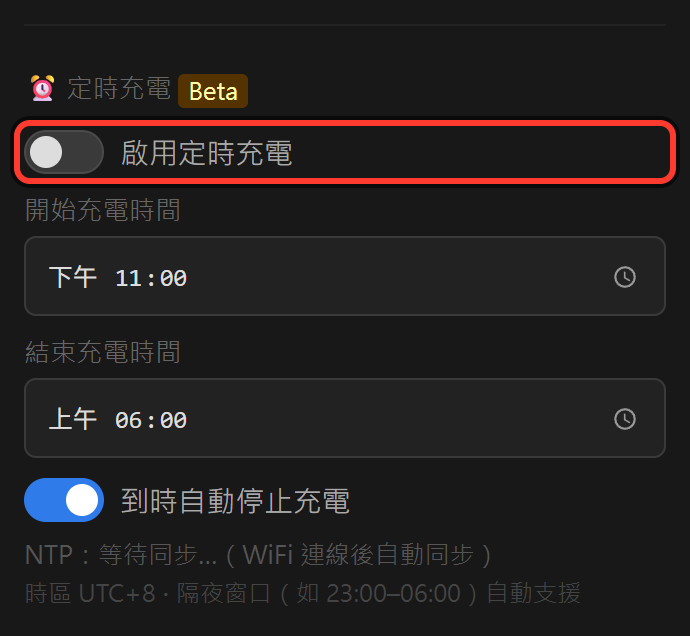 定時充電 Beta
啟用定時充電
開始充電時間
下午 11:00
結束充電時間
上午 06:00
到時自動停止充電
NTP：等待同步...（WiFi 連線後自動同步）
時區 UTC+8 · 隔夜窗口（如 23:00–06:00）自動支援